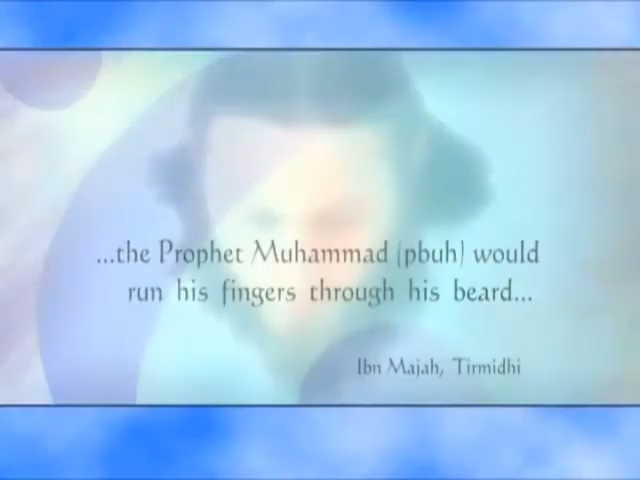 ...the Prophet Muhammad (pbuh) would
run his fingers through his beard...
Ibn Majah, Tirmidhi